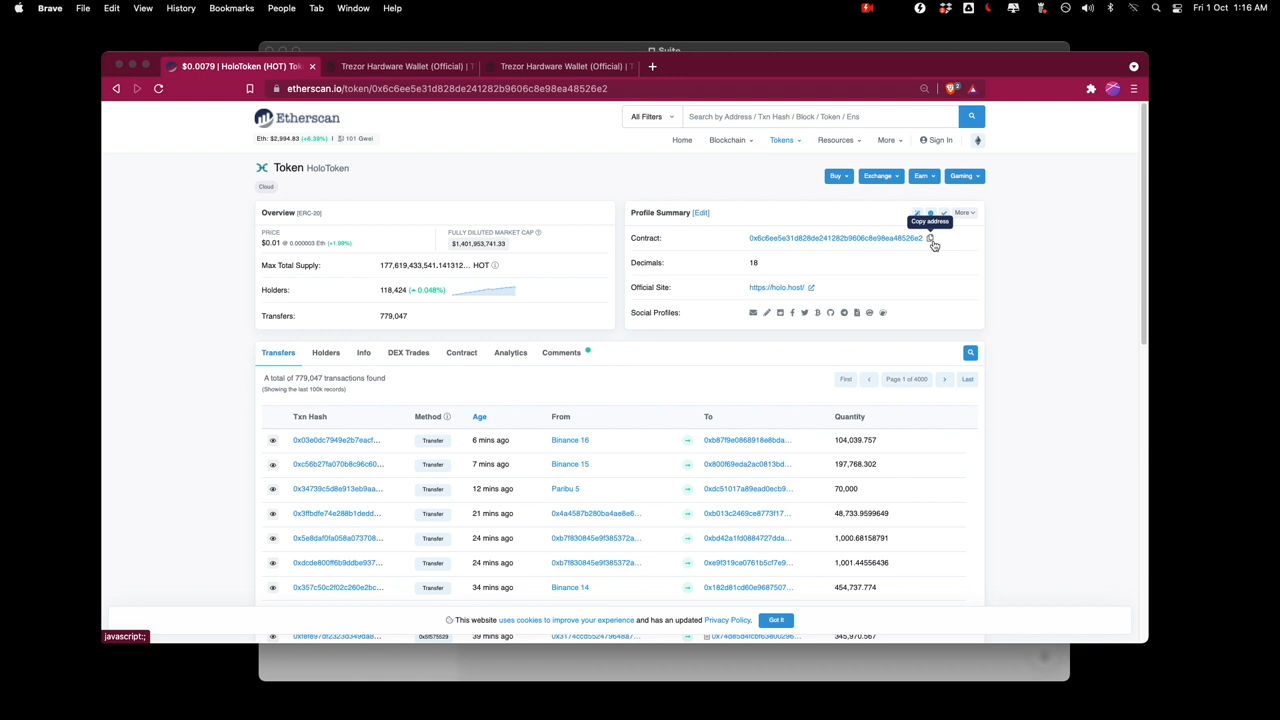 Brave File Edit View History Bookmarks People Tab Window Help Fri 1 Oct 1:16 AM
Suite
$0.0079 | HoloToken (HOT) Tok Trezor Hardware Wallet (Official) | T Trezor Hardware Wallet (Official) | T
etherscan.io/token/0x6c6ee5e31d828de241282b9606c8e98ea48526e2
Etherscan
All Filters Search by Address / Txn Hash / Block / Token / Ens
Eth: $2,994.83 (+6.39%) | 101 Gwei
Home Blockchain Tokens Resources More Sign In
Token HoloToken
Buy Exchange Earn Gaming
Cloud
Overview [ERC-20]
PRICE
$0.01 @ 0.000003 Eth (+1.89%)
FULLY DILUTED MARKET CAP
$1,401,953,741.33
Max Total Supply: 177,619,433,541.141312... HOT
Holders: 118,424 (0.048%)
Transfers: 779,047
Profile Summary [Edit]
More
Copy address
Contract: 0x6c6ee5e31d828de241282b9606c8e98ea48526e2
Decimals: 18
Official Site: https://holo.host/
Social Profiles:
Transfers Holders Info DEX Trades Contract Analytics Comments
A total of 779,047 transactions found
(Showing the last 100k records)
First Page 1 of 4000 Last
Txn Hash Method Age From To Quantity
0x03e0dc7949e2b7eacf... Transfer 6 mins ago Binance 16 0xb87f9e0868918e8bda... 104,039.757
0xc56b27fa070b8c96c60... Transfer 7 mins ago Binance 15 0x800f69eda2ac0813bd... 197,768.302
0x34739c5d8e913eb9aa... Transfer 12 mins ago Paribu 5 0xdc51017a89ead0ecb9... 70,000
0x3ffbdfe74e288b1dedd... Transfer 21 mins ago 0x4a4587b280ba4ae8e6... 0xb013c2469ce8773f17... 48,733.9599649
0x5e8daf0fa058a073708... Transfer 24 mins ago 0xb7f830845e9f385372a... 0xbd42a1fd0884727dda... 1,000.68158791
0xdcde800ff6b9ddbe937... Transfer 24 mins ago 0xb7f830845e9f385372a... 0xe9f319ce0761b5cf7e9... 1,001.44556436
0x357c50c2f02c260e2bc... Transfer 34 mins ago Binance 14 0x182d81cd60e9687507... 454,737.774
This website uses cookies to improve your experience and has an updated Privacy Policy. Got It
javascript:;
39 mins ago